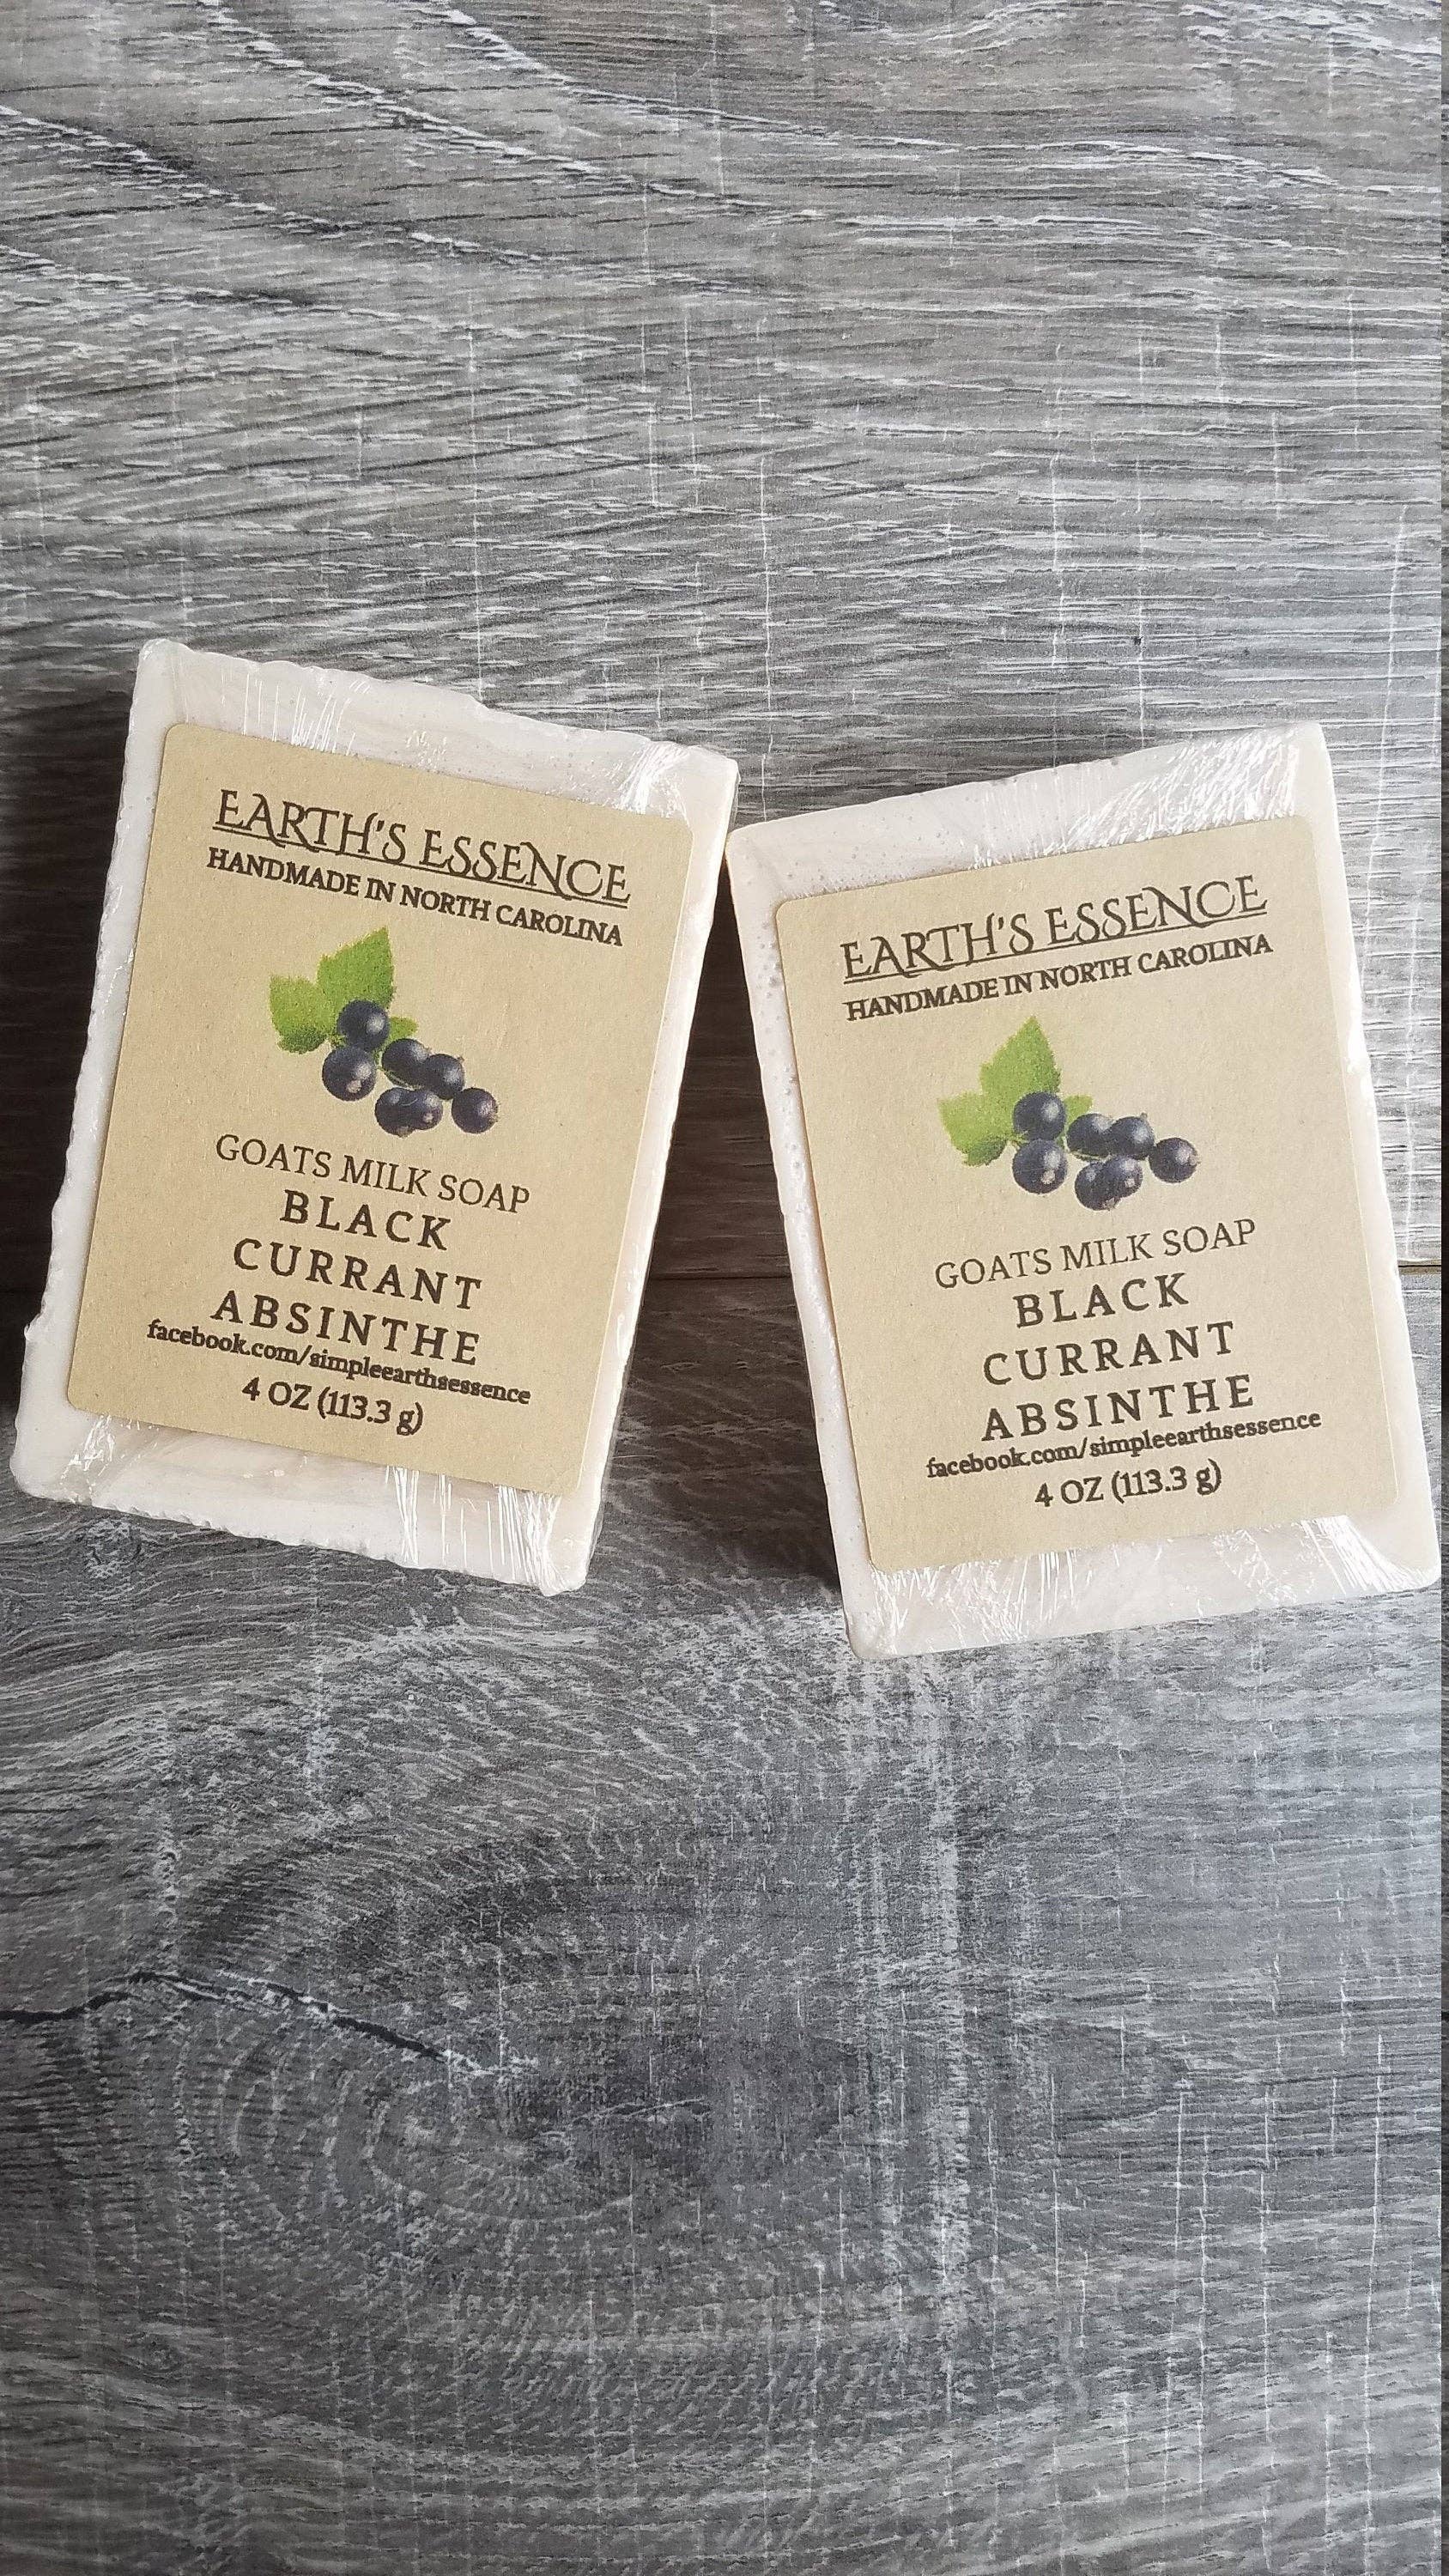 EARTH'S ESSENCE
HANDMADE IN NORTH CAROLINA
GOATS MILK SOAP
BLACK
CURRANT
ABSINTHE
facebook.com/simpleearthsessence
4 OZ (113.3 g)
EARTH'S ESSENCE
HANDMADE IN NORTH CAROLINA
GOATS MILK SOAP
BLACK
CURRANT
ABSINTHE
facebook.com/simpleearthsessence
4 OZ (113.3 g)